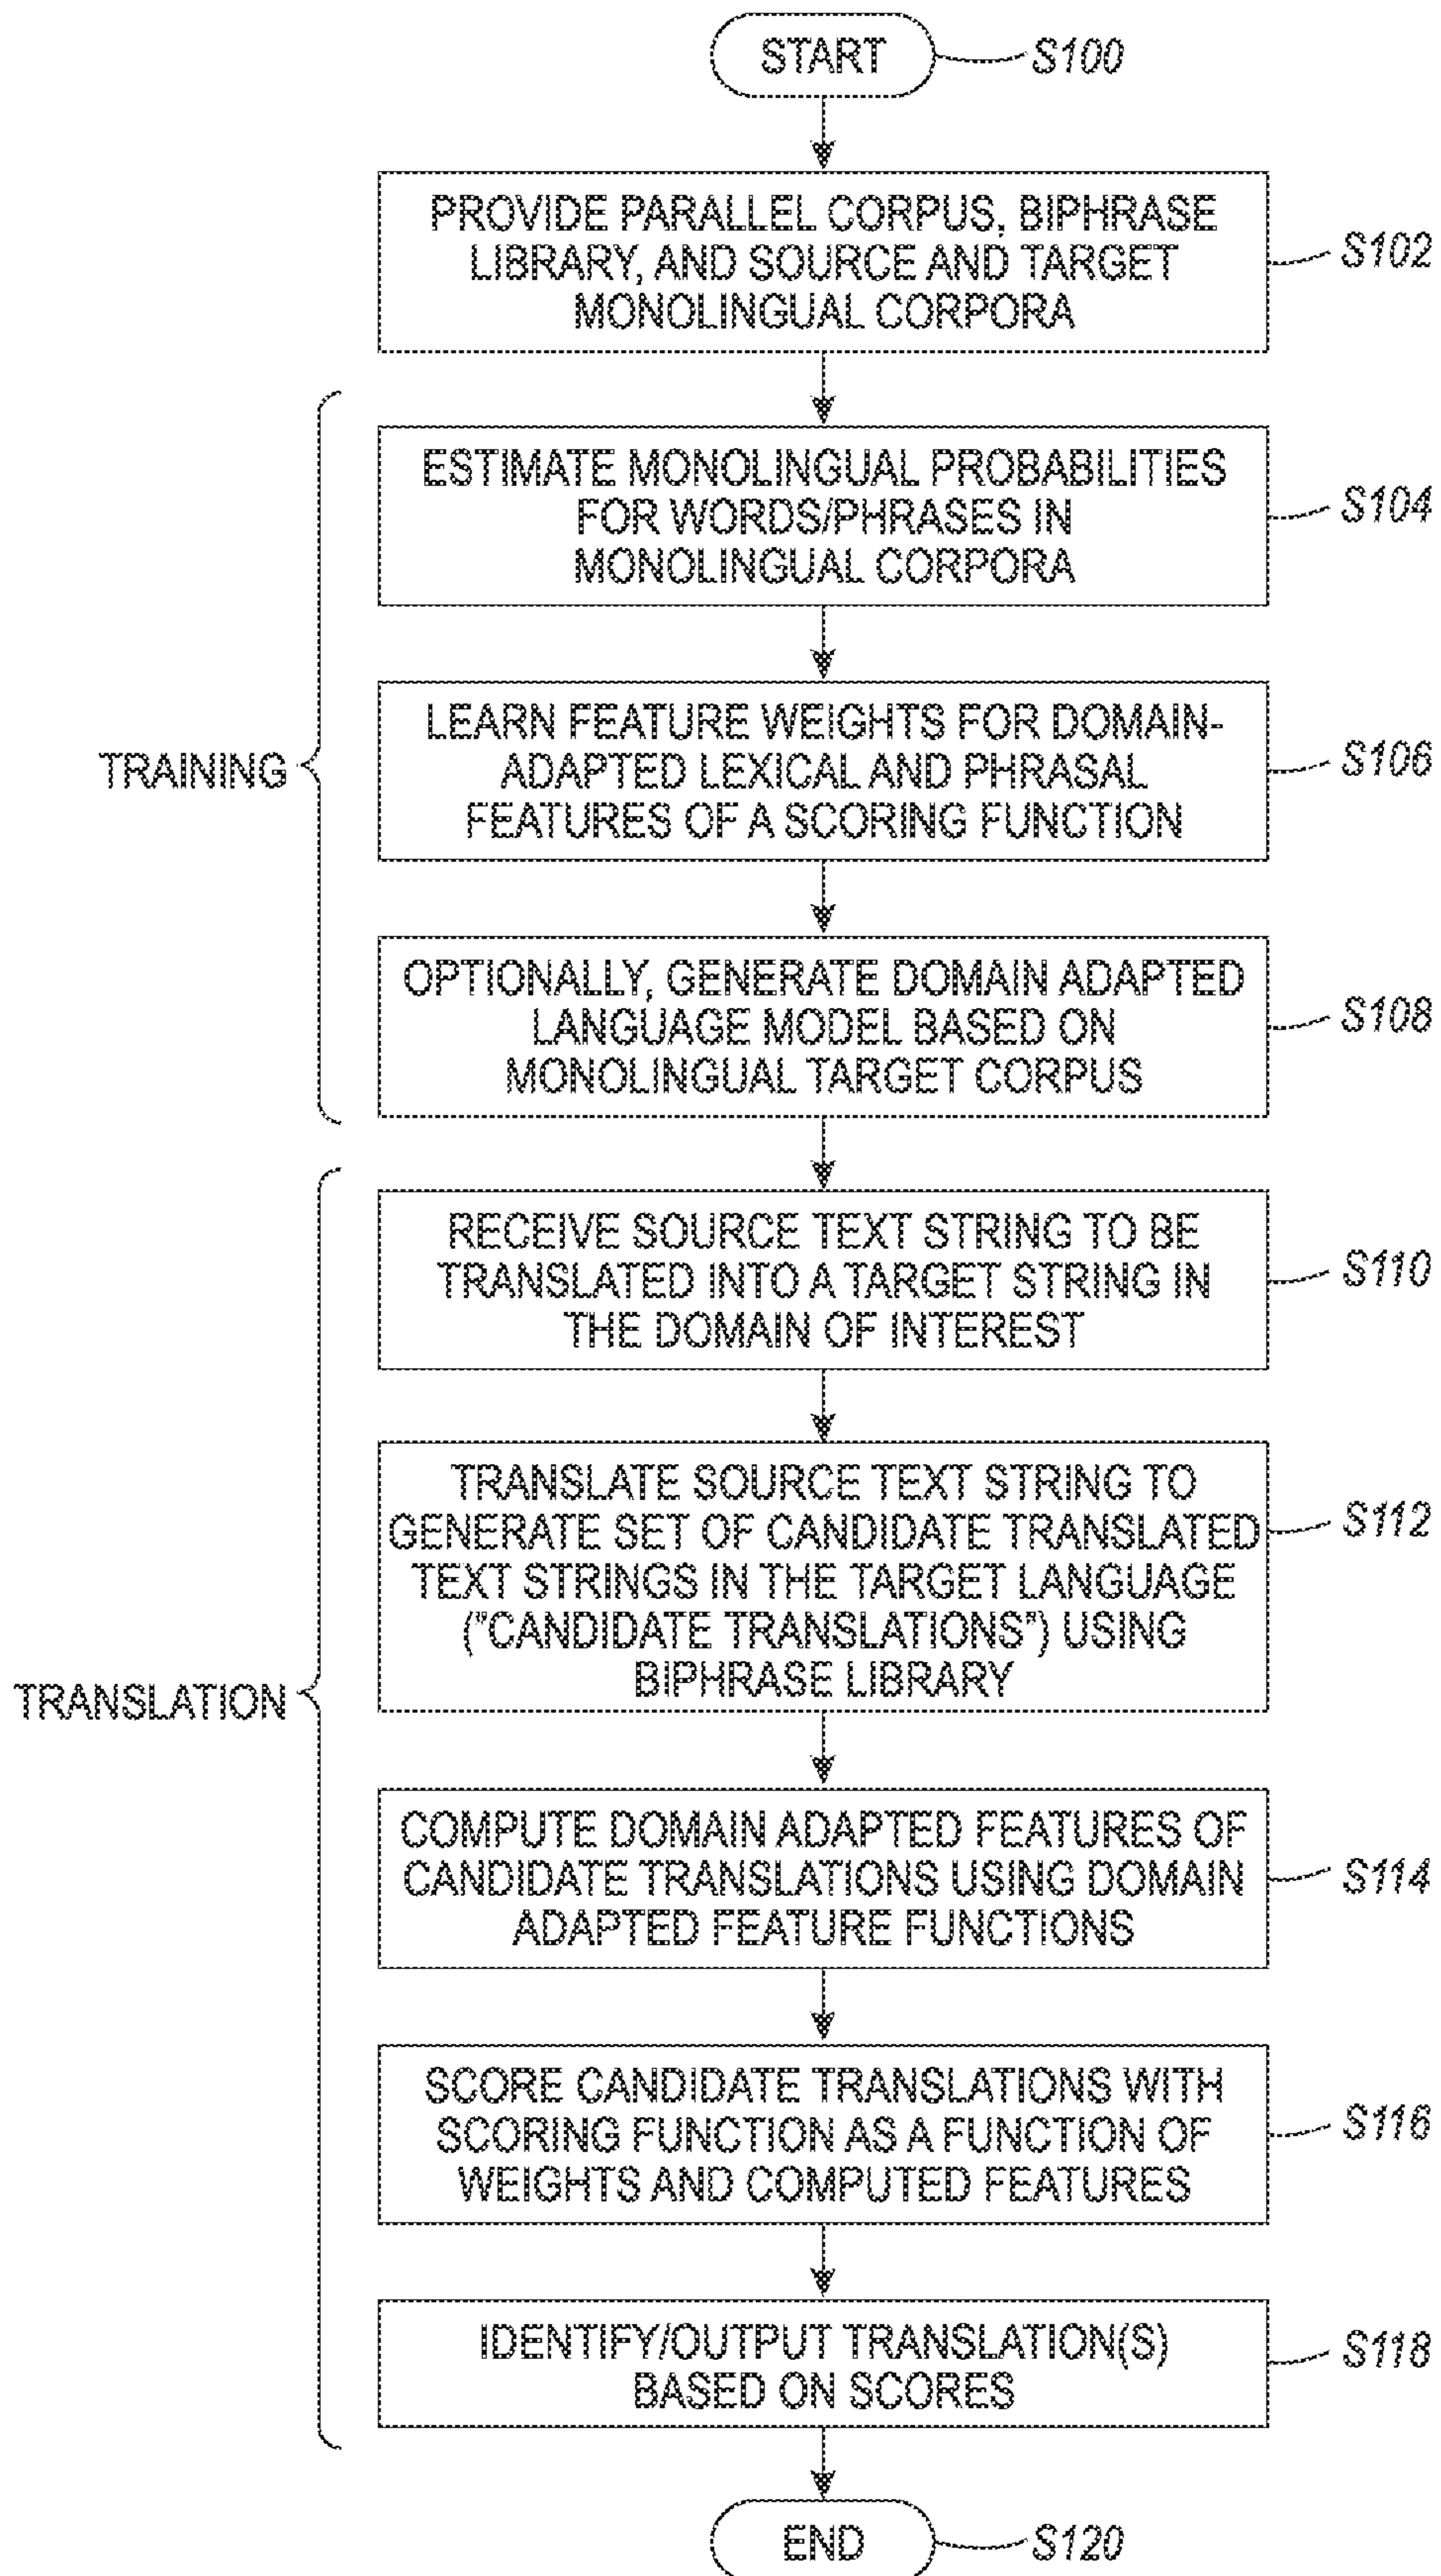 START
S100
PROVIDE PARALLEL CORPUS, BIPHRASE
LIBRARY, AND SOURCE AND TARGET
MONOLINGUAL CORPORA
S102
TRAINING
ESTIMATE MONOLINGUAL PROBABILITIES
FOR WORDS/PHRASES IN
MONOLINGUAL CORPORA
S104
LEARN FEATURE WEIGHTS FOR DOMAIN-
ADAPTED LEXICAL AND PHRASAL
FEATURES OF A SCORING FUNCTION
S106
OPTIONALLY, GENERATE DOMAIN ADAPTED
LANGUAGE MODEL BASED ON
MONOLINGUAL TARGET CORPUS
S108
TRANSLATION
RECEIVE SOURCE TEXT STRING TO BE
TRANSLATED INTO A TARGET STRING IN
THE DOMAIN OF INTEREST
S110
TRANSLATE SOURCE TEXT STRING TO
GENERATE SET OF CANDIDATE TRANSLATED
TEXT STRINGS IN THE TARGET LANGUAGE
("CANDIDATE TRANSLATIONS") USING
BIPHRASE LIBRARY
S112
COMPUTE DOMAIN ADAPTED FEATURES OF
CANDIDATE TRANSLATIONS USING DOMAIN
ADAPTED FEATURE FUNCTIONS
S114
SCORE CANDIDATE TRANSLATIONS WITH
SCORING FUNCTION AS A FUNCTION OF
WEIGHTS AND COMPUTED FEATURES
S116
IDENTIFY/OUTPUT TRANSLATION(S)
BASED ON SCORES
S118
END
S120